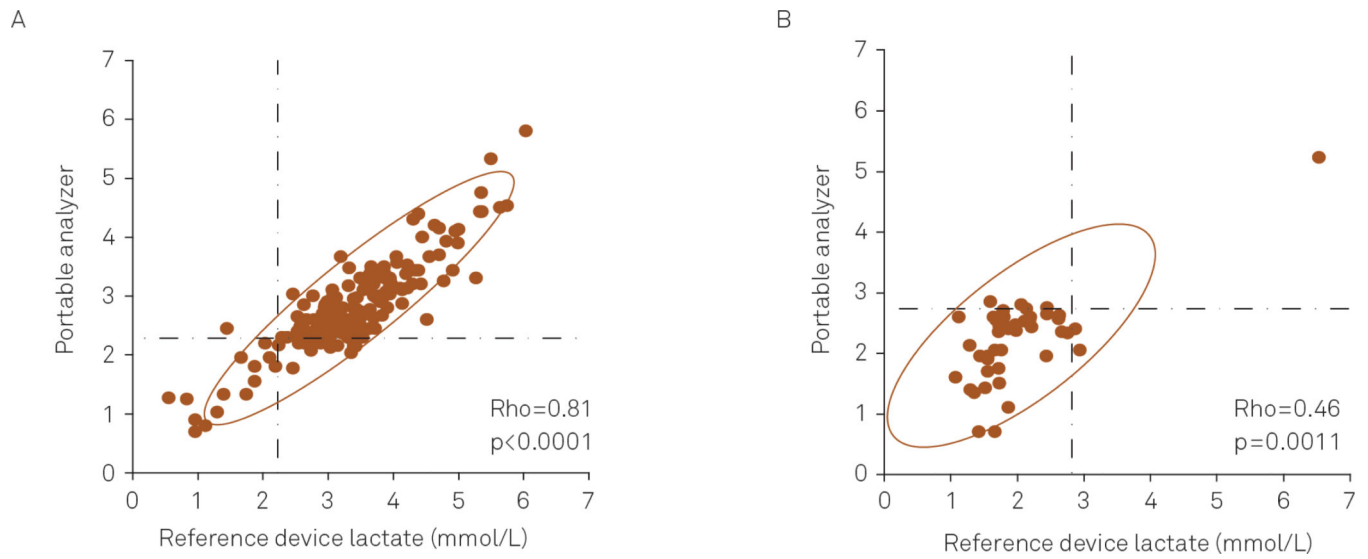 A
7
6
5
4
3
2
1
0
Portable analyzer
0 1 2 3 4 5 6 7
Reference device lactate (mmol/L)
Rho=0.81
p<0.0001
B
7
6
5
4
3
2
1
0
Portable analyzer
0 1 2 3 4 5 6 7
Reference device lactate (mmol/L)
Rho=0.46
p=0.0011